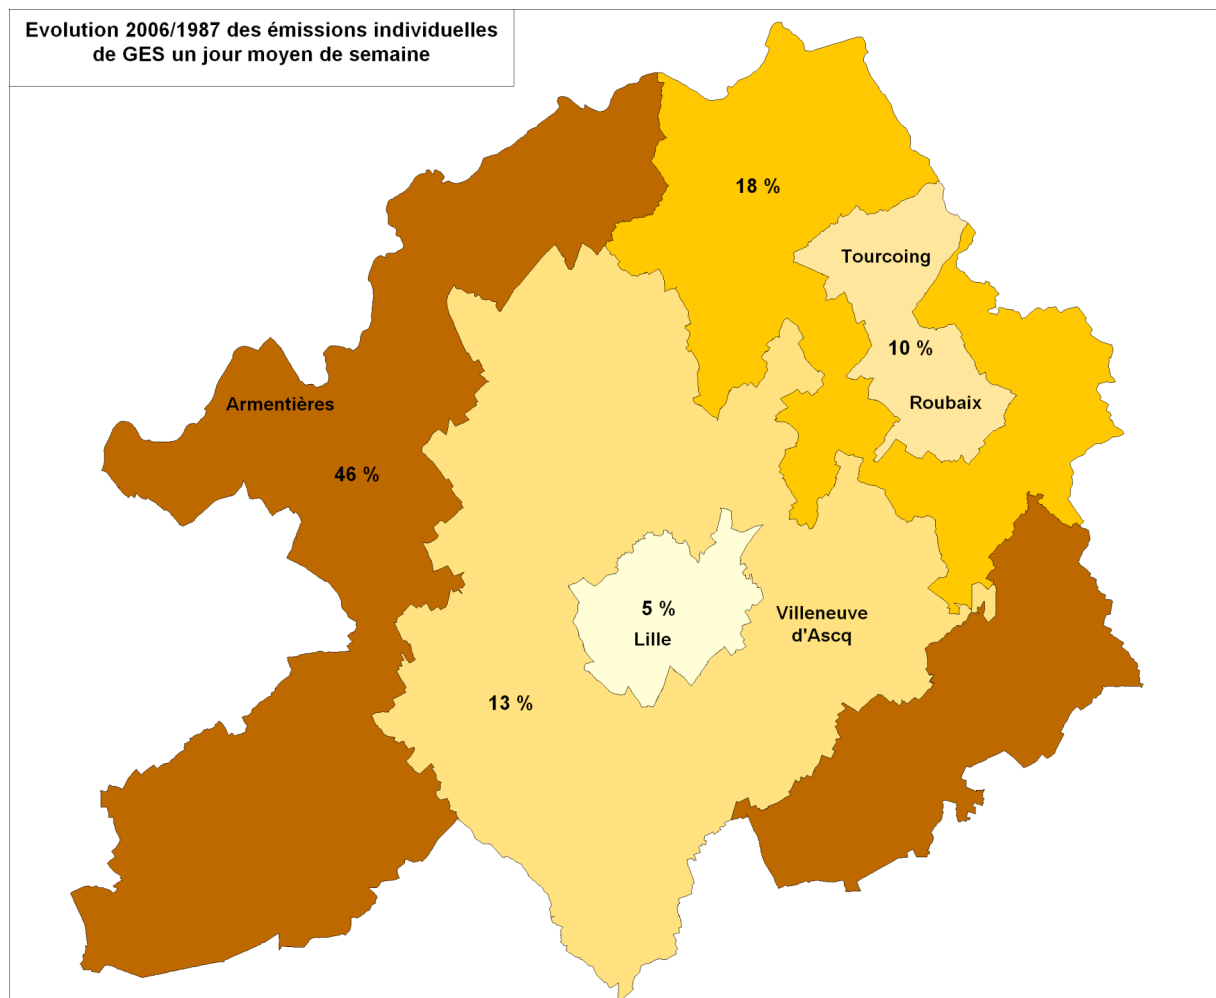 Evolution 2006/1987 des émissions individuelles
de GES un jour moyen de semaine
18 %
Tourcoing
10 %
Roubaix
Armentières
46 %
5 %
Lille
Villeneuve
d'Ascq
13 %